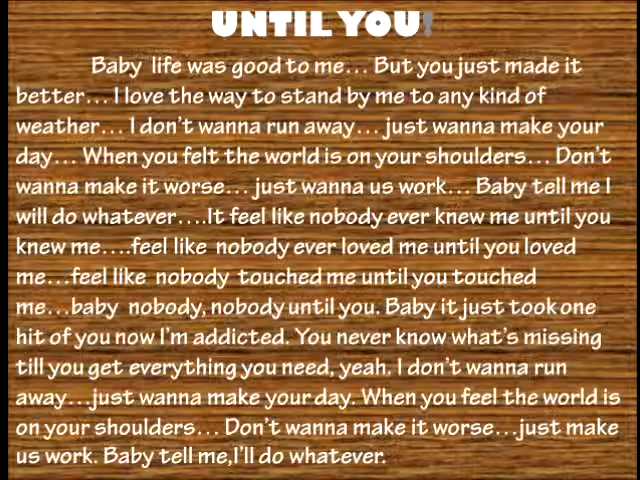 UNTIL YOU!
Baby life was good to me... But you just made it
better... I love the way to stand by me to any kind of
weather... I don't wanna run away... just wanna make your
day... When you felt the world is on your shoulders... Don't
wanna make it worse... just wanna us work... Baby tell me I
will do whatever....It feel like nobody ever knew me until you
knew me....feel like nobody ever loved me until you loved
me...feel like nobody touched me until you touched
me...baby nobody, nobody until you. Baby it just took one
hit of you now I'm addicted. You never know what's missing
till you get everything you need, yeah. I don't wanna run
away...just wanna make your day. When you feel the world is
on your shoulders... Don't wanna make it worse...just make
us work. Baby tell me,I'll do whatever.